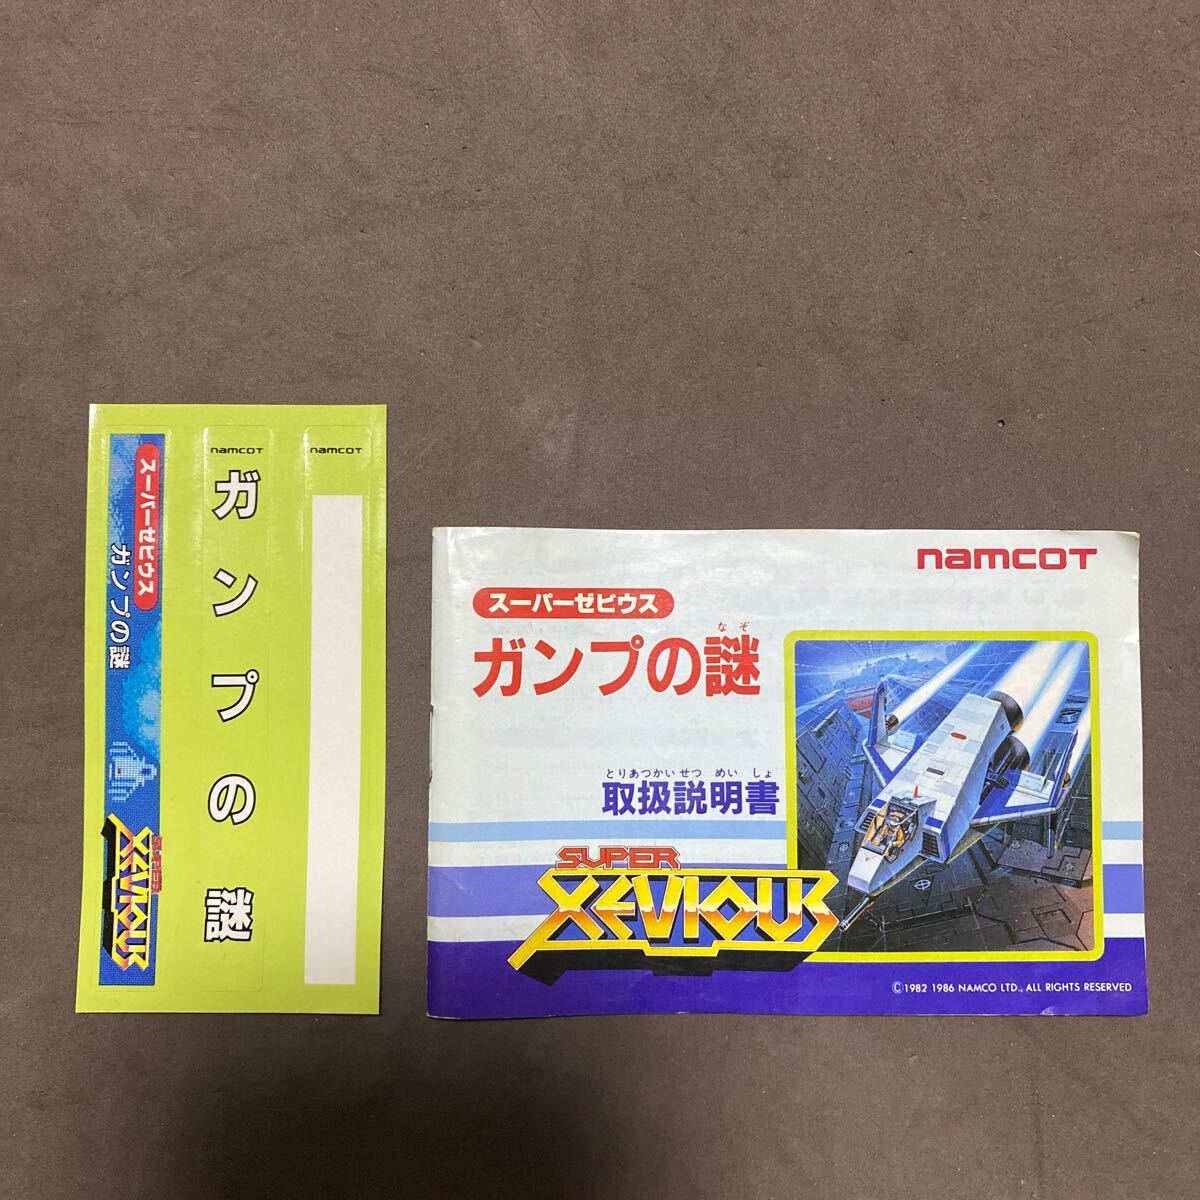 スーパーゼビウス
ガンプの謎
SUPER
XEVIOUS
namcoT
ガンプの謎
namcoT
namcoT
スーパーゼビウス
なぞ
ガンプの謎
とりあつかいせつ めい しょ
取扱説明書
SUPER
XEVIOUS
©1982 1986 NAMCO LTD., ALL RIGHTS RESERVED